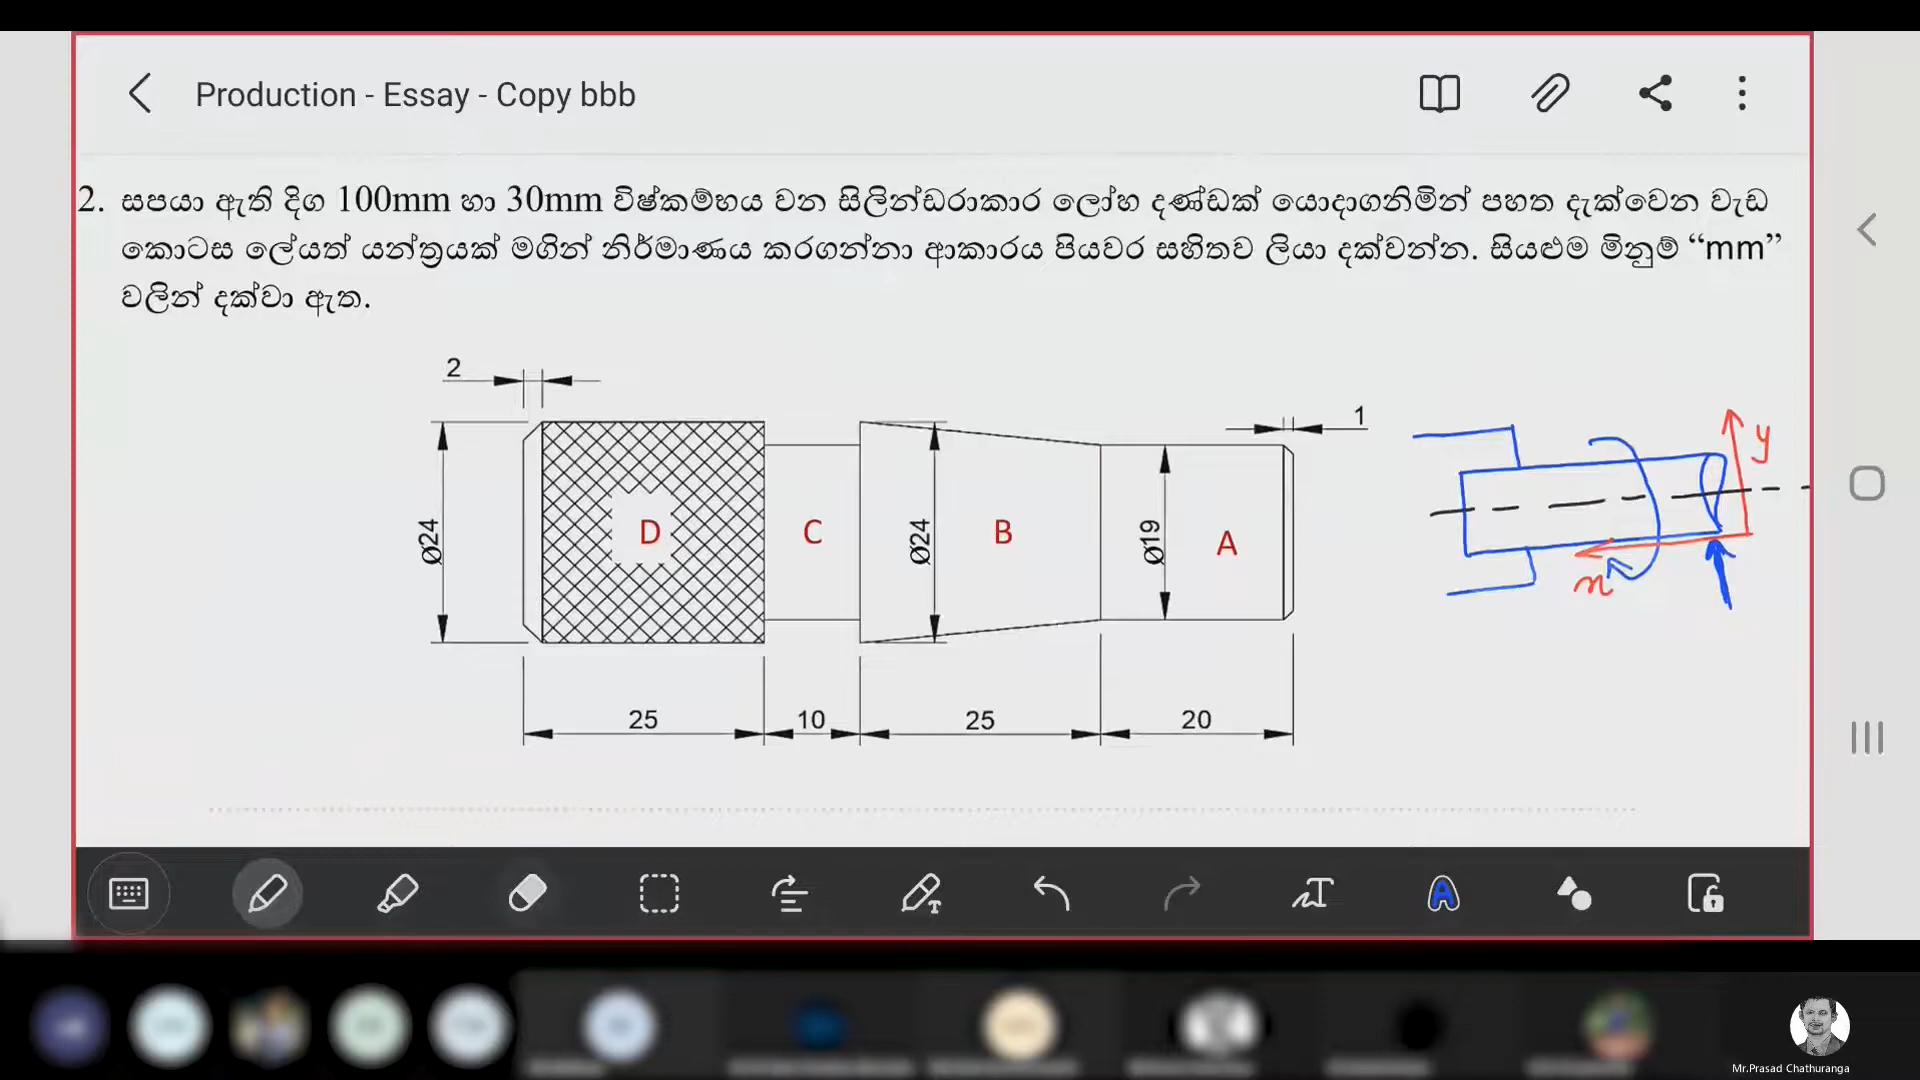 Production - Essay - Copy bbb
2. සපයා ඇති දිග 100mm හා 30mm විෂ්කම්භය වන සිලින්ඩරාකාර ලෝහ දණ්ඩක් යොදාගනිමින් පහත දැක්වෙන වැඩ
කොටස ලේයත් යන්ත්‍රයක් මගින් නිර්මාණය කරගන්නා ආකාරය පියවර සහිතව ලියා දක්වන්න. සියළුම මිනුම් “mm”
වලින් දක්වා ඇත.
2
1
y
Ø24
D
C
Ø24
B
Ø19
A
x
25
10
25
20
Mr.Prasad Chathuranga